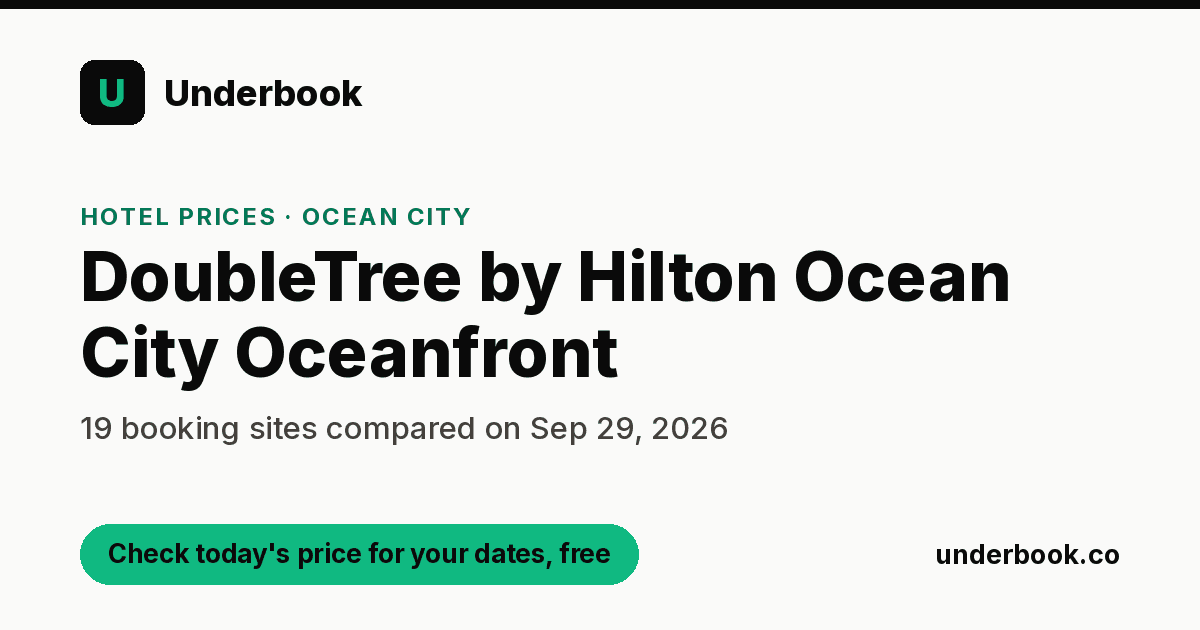 U Underbook
HOTEL PRICES · OCEAN CITY
DoubleTree by Hilton Ocean
City Oceanfront
19 booking sites compared on Sep 29, 2026
Check today's price for your dates, free
underbook.co